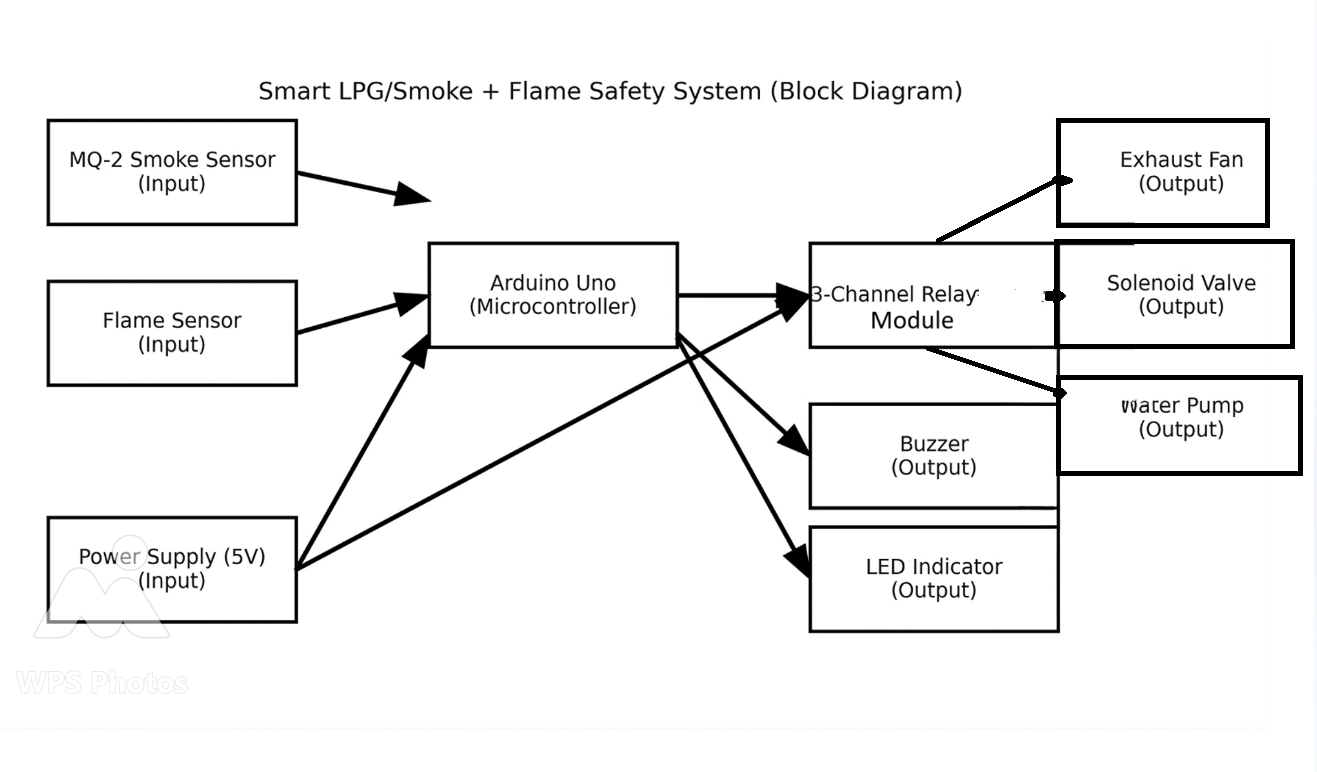 Smart LPG/Smoke + Flame Safety System (Block Diagram)
MQ-2 Smoke Sensor
(Input)
Exhaust Fan
(Output)
Flame Sensor
(Input)
Arduino Uno
(Microcontroller)
3-Channel Relay
Module
Solenoid Valve
(Output)
Water Pump
(Output)
Buzzer
(Output)
Power Supply (5V)
(Input)
LED Indicator
(Output)
WPS Photos